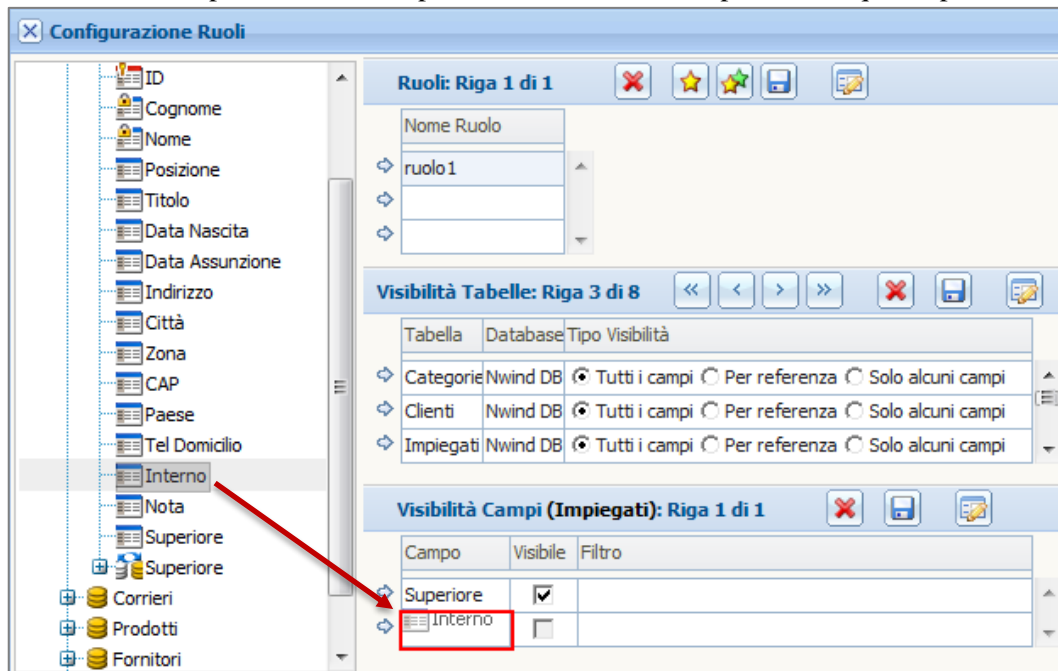 Configurazione Ruoli
ID
Cognome
Nome
Posizione
Titolo
Data Nascita
Data Assunzione
Indirizzo
Città
Zona
CAP
Paese
Tel Domicilio
Interno
Nota
Superiore
Superiore
Corrieri
Prodotti
Fornitori
Ruoli: Riga 1 di 1
Nome Ruolo
ruolo1
Visibilità Tabelle: Riga 3 di 8
Tabella Database Tipo Visibilità
Categorie Nwind DB Tutti i campi Per referenza Solo alcuni campi
Clienti Nwind DB Tutti i campi Per referenza Solo alcuni campi
Impiegati Nwind DB Tutti i campi Per referenza Solo alcuni campi
Visibilità Campi (Impiegati): Riga 1 di 1
Campo Visibile Filtro
Superiore
Interno